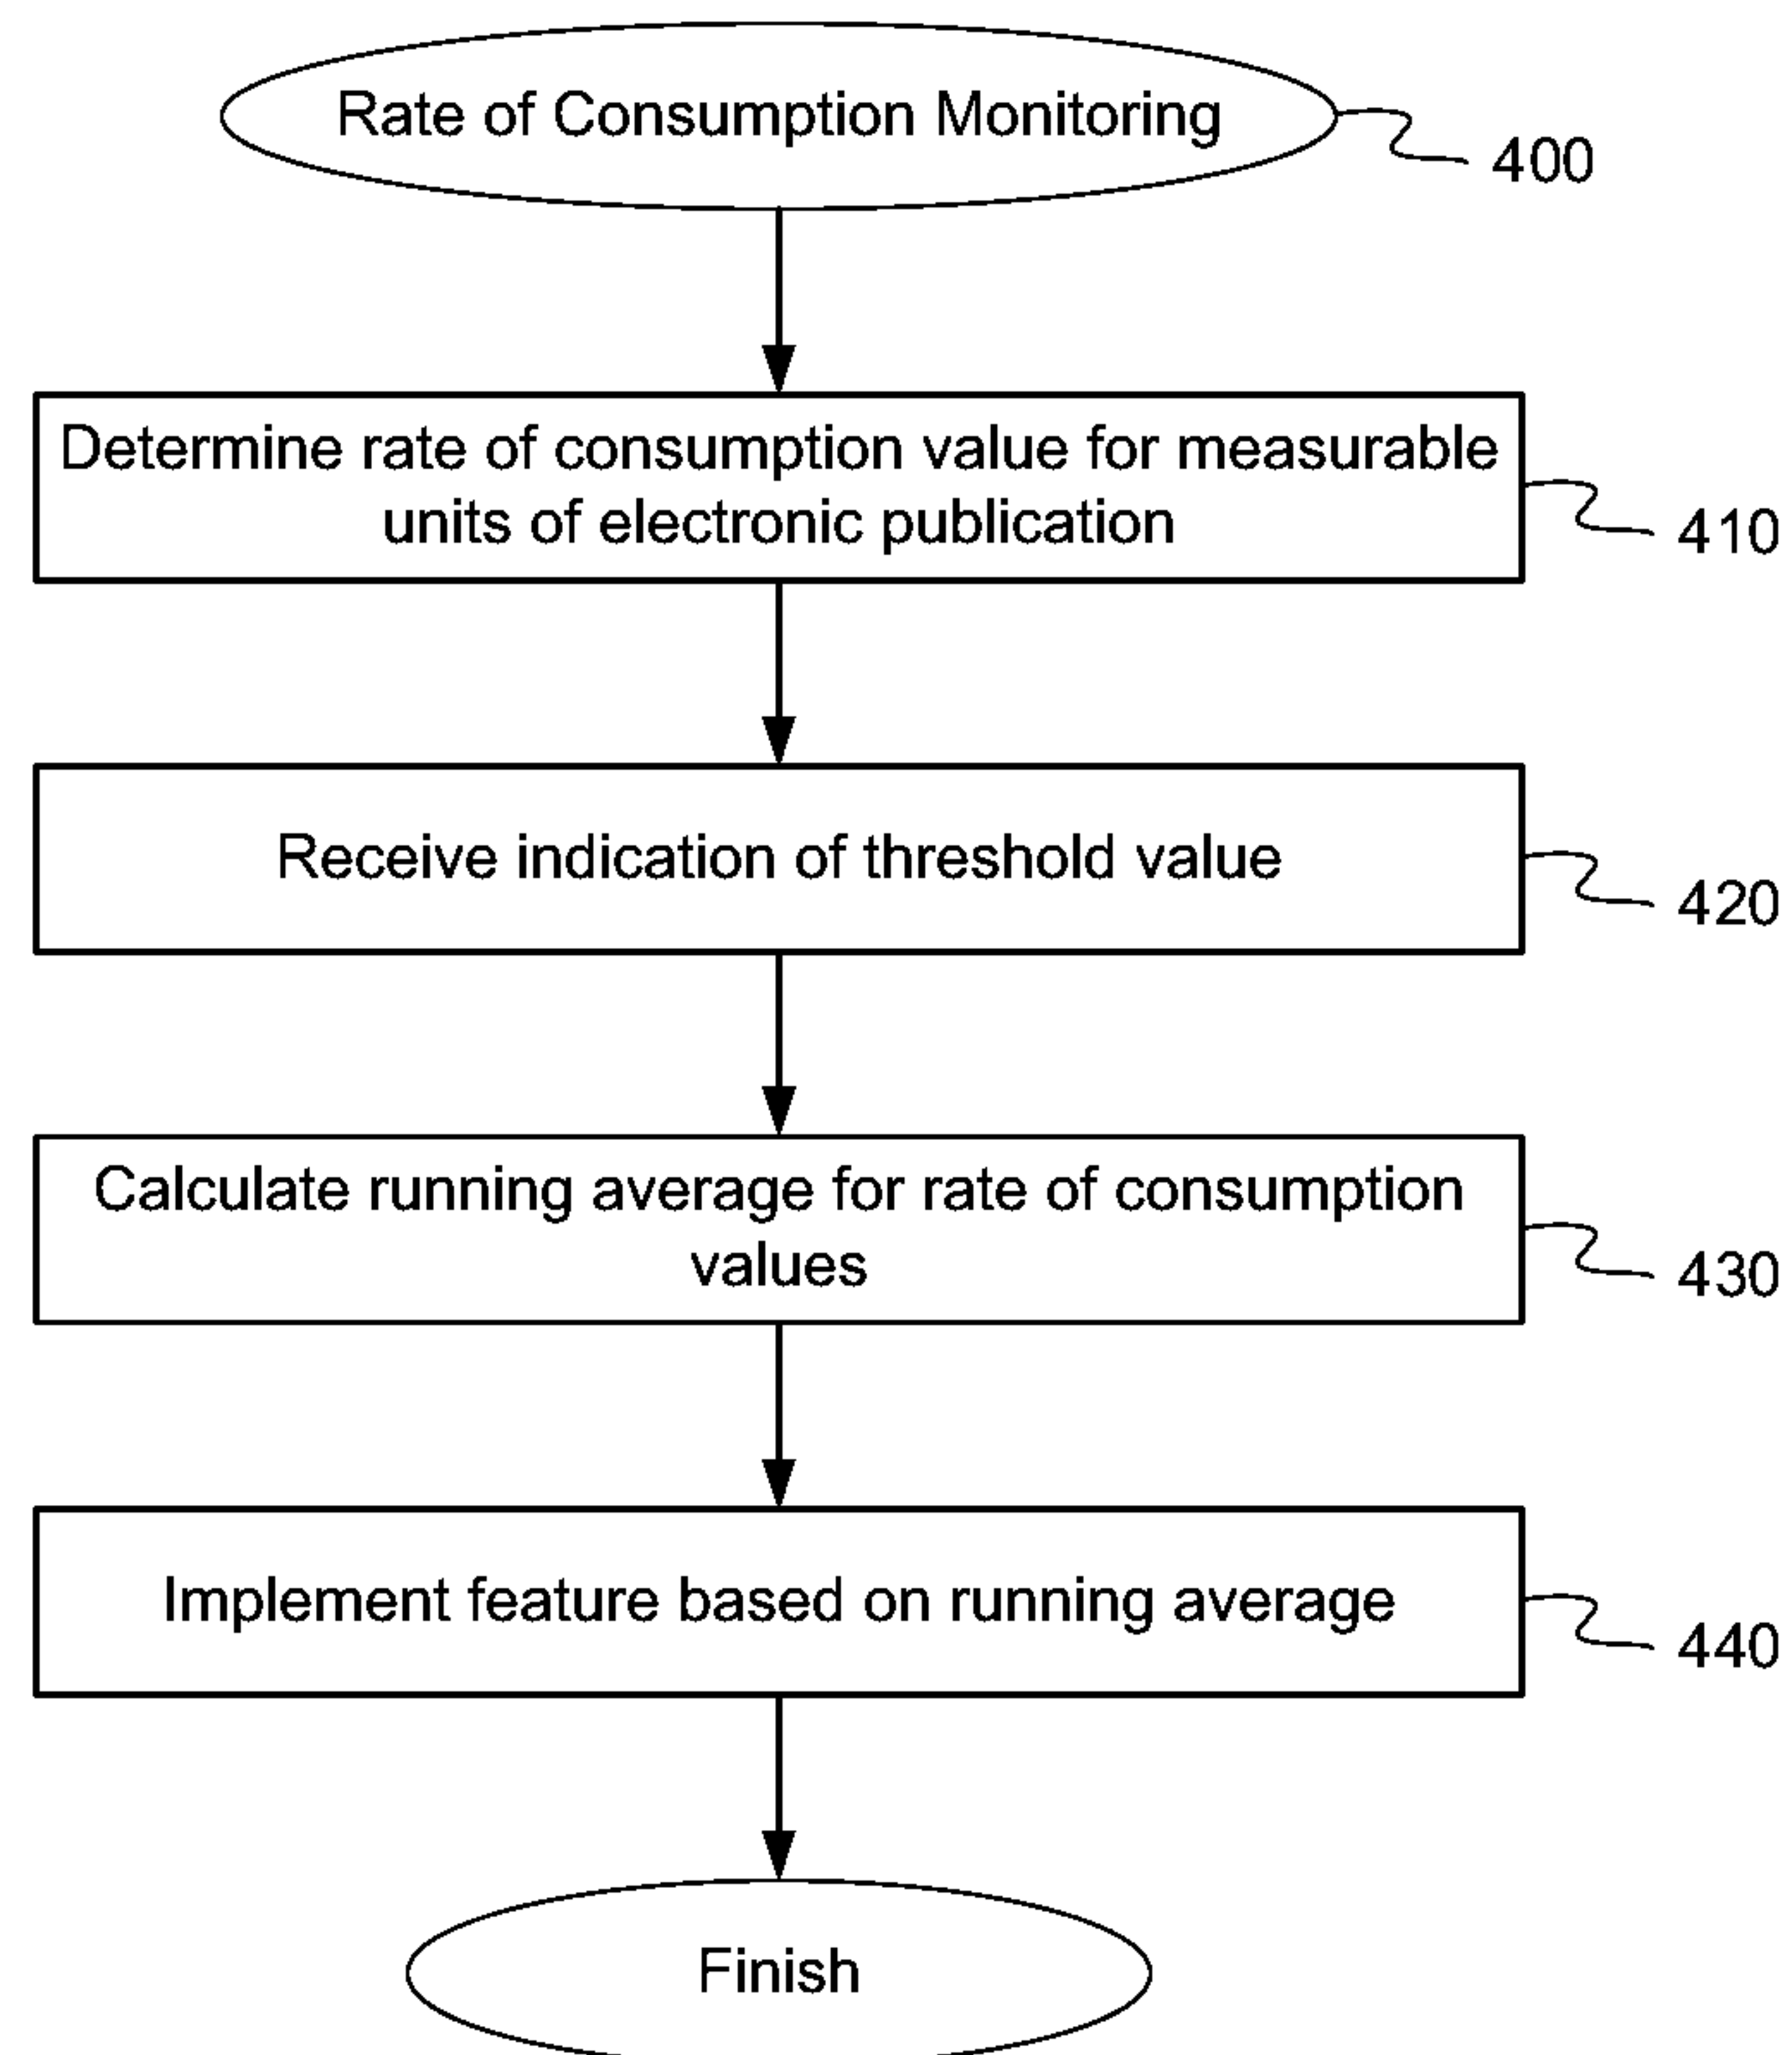 Rate of Consumption Monitoring
400
Determine rate of consumption value for measurable
units of electronic publication
410
Receive indication of threshold value
420
Calculate running average for rate of consumption
values
430
Implement feature based on running average
440
Finish